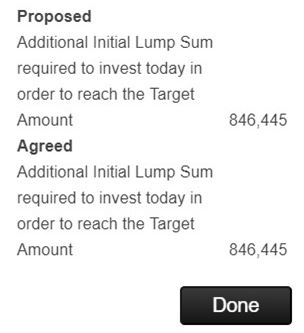 Proposed
Additional Initial Lump Sum
required to invest today in
order to reach the Target
Amount 846,445
Agreed
Additional Initial Lump Sum
required to invest today in
order to reach the Target
Amount 846,445
Done